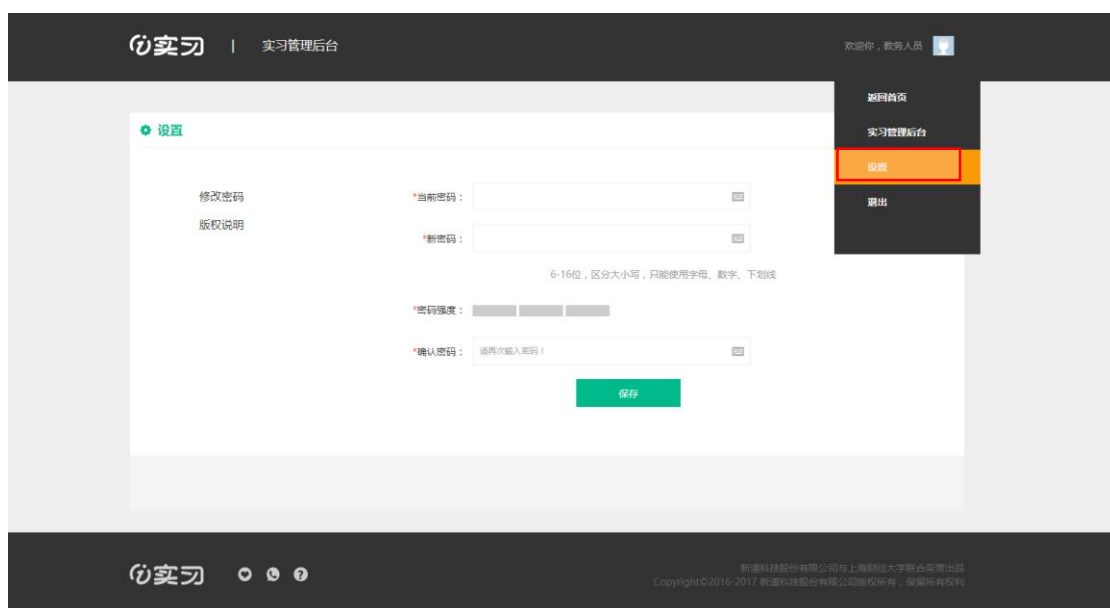 i实习 | 实习管理后台
欢迎你，教务人员
返回首页
实习管理后台
设置
退出
设置
修改密码
版权说明
*当前密码：
*新密码：
6-16位，区分大小写，只能使用字母、数字、下划线
*密码强度：
*确认密码： 请再次输入密码！
保存
i实习
新道科技股份有限公司与上海财经大学联合荣誉出品
Copyright©2016-2017 新道科技股份有限公司版权所有，保留所有权利